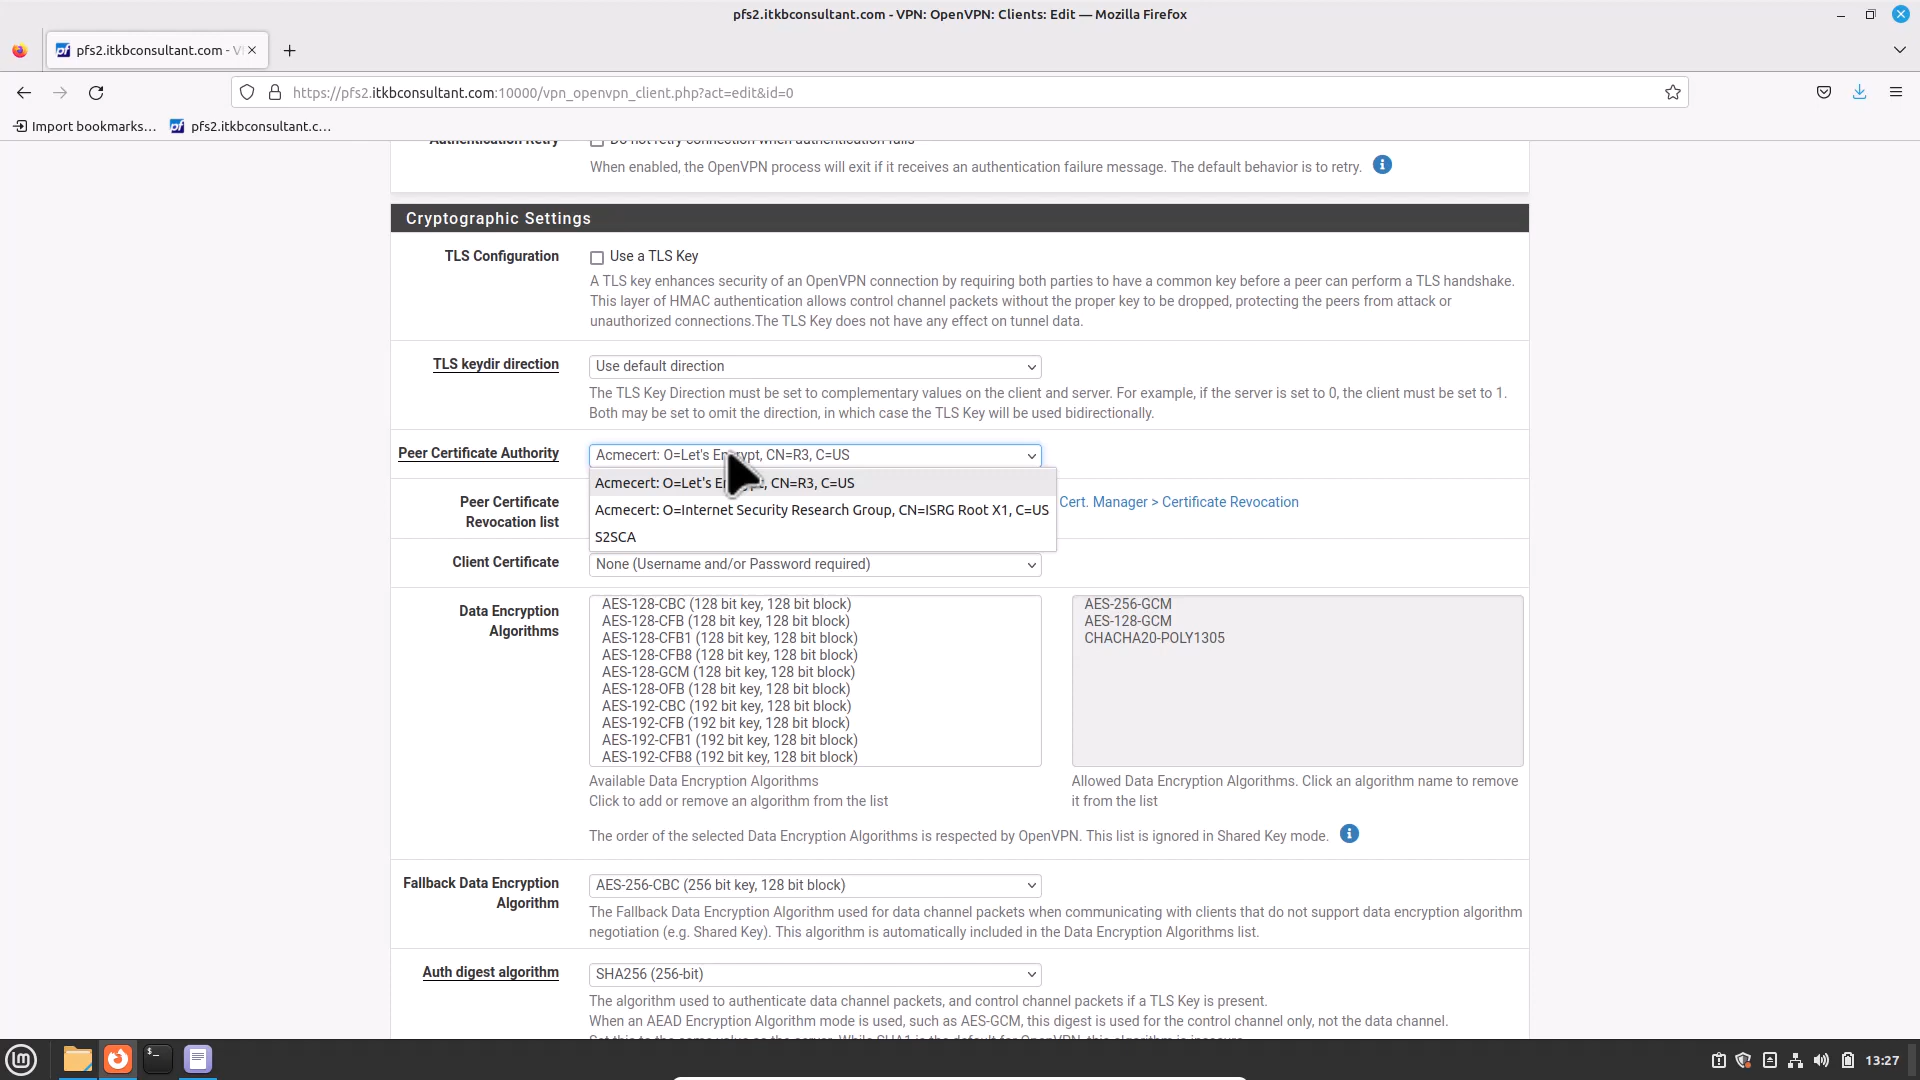 pfs2.itkbconsultant.com - VPN: OpenVPN: Clients: Edit — Mozilla Firefox
pfs2.itkbconsultant.com - V
https://pfs2.itkbconsultant.com:10000/vpn_openvpn_client.php?act=edit&id=0
Import bookmarks...
pfs2.itkbconsultant.c...
Authentication Retry
Do not retry connection when authentication fails
When enabled, the OpenVPN process will exit if it receives an authentication failure message. The default behavior is to retry.
Cryptographic Settings
TLS Configuration
Use a TLS Key
A TLS key enhances security of an OpenVPN connection by requiring both parties to have a common key before a peer can perform a TLS handshake.
This layer of HMAC authentication allows control channel packets without the proper key to be dropped, protecting the peers from attack or
unauthorized connections.The TLS Key does not have any effect on tunnel data.
TLS keydir direction
Use default direction
The TLS Key Direction must be set to complementary values on the client and server. For example, if the server is set to 0, the client must be set to 1.
Both may be set to omit the direction, in which case the TLS Key will be used bidirectionally.
Peer Certificate Authority
Acmecert: O=Let's Encrypt, CN=R3, C=US
Acmecert: O=Let's Encrypt, CN=R3, C=US
Acmecert: O=Internet Security Research Group, CN=ISRG Root X1, C=US
S2SCA
Peer Certificate
Revocation list
Cert. Manager > Certificate Revocation
Client Certificate
None (Username and/or Password required)
Data Encryption
Algorithms
AES-128-CBC (128 bit key, 128 bit block)
AES-128-CFB (128 bit key, 128 bit block)
AES-128-CFB1 (128 bit key, 128 bit block)
AES-128-CFB8 (128 bit key, 128 bit block)
AES-128-GCM (128 bit key, 128 bit block)
AES-128-OFB (128 bit key, 128 bit block)
AES-192-CBC (192 bit key, 128 bit block)
AES-192-CFB (192 bit key, 128 bit block)
AES-192-CFB1 (192 bit key, 128 bit block)
AES-192-CFB8 (192 bit key, 128 bit block)
AES-256-GCM
AES-128-GCM
CHACHA20-POLY1305
Available Data Encryption Algorithms
Click to add or remove an algorithm from the list
Allowed Data Encryption Algorithms. Click an algorithm name to remove
it from the list
The order of the selected Data Encryption Algorithms is respected by OpenVPN. This list is ignored in Shared Key mode.
Fallback Data Encryption
Algorithm
AES-256-CBC (256 bit key, 128 bit block)
The Fallback Data Encryption Algorithm used for data channel packets when communicating with clients that do not support data encryption algorithm
negotiation (e.g. Shared Key). This algorithm is automatically included in the Data Encryption Algorithms list.
Auth digest algorithm
SHA256 (256-bit)
The algorithm used to authenticate data channel packets, and control channel packets if a TLS Key is present.
When an AEAD Encryption Algorithm mode is used, such as AES-GCM, this digest is used for the control channel only, not the data channel.
13:27